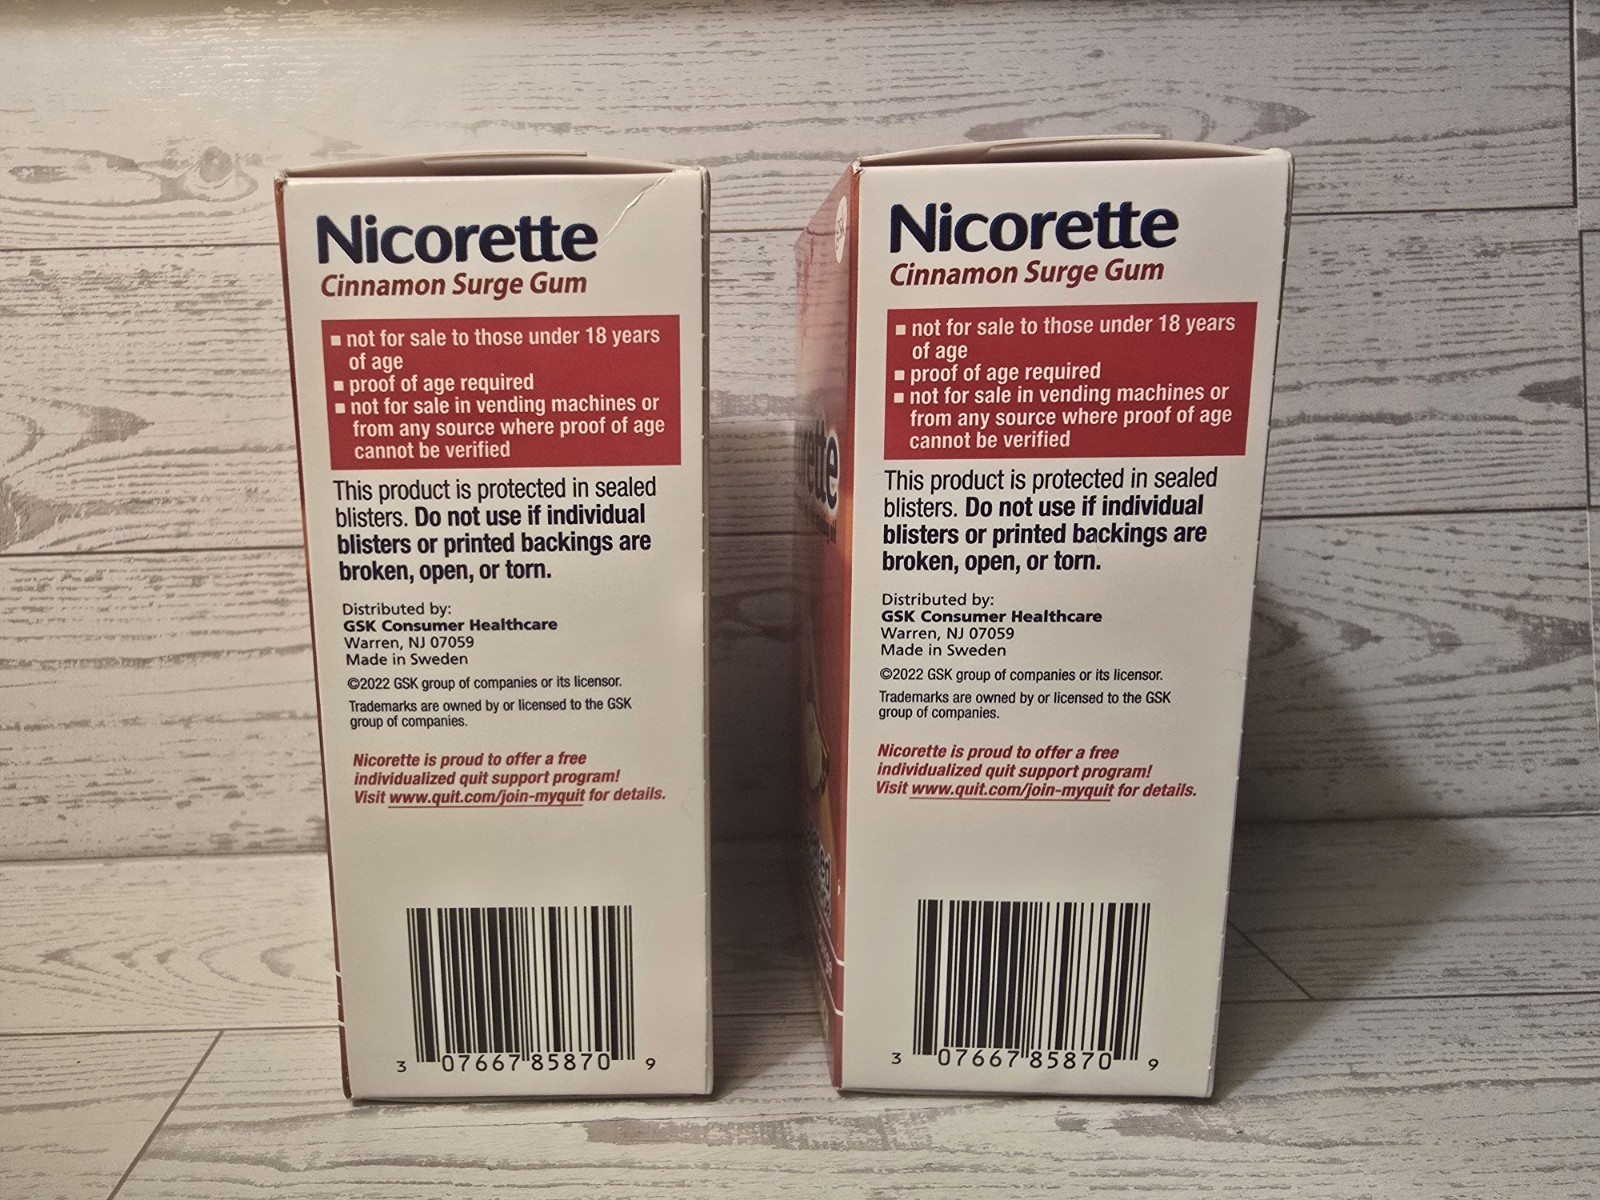 Nicorette
Cinnamon Surge Gum
▪ not for sale to those under 18 years
of age
▪ proof of age required
▪ not for sale in vending machines or
from any source where proof of age
cannot be verified
This product is protected in sealed
blisters. Do not use if individual
blisters or printed backings are
broken, open, or torn.
Distributed by:
GSK Consumer Healthcare
Warren, NJ 07059
Made in Sweden
©2022 GSK group of companies or its licensor.
Trademarks are owned by or licensed to the GSK
group of companies.
Nicorette is proud to offer a free
individualized quit support program!
Visit www.quit.com/join-myquit for details.
3 07667 85870 9
Nicorette
Cinnamon Surge Gum
▪ not for sale to those under 18 years
of age
▪ proof of age required
▪ not for sale in vending machines or
from any source where proof of age
cannot be verified
This product is protected in sealed
blisters. Do not use if individual
blisters or printed backings are
broken, open, or torn.
Distributed by:
GSK Consumer Healthcare
Warren, NJ 07059
Made in Sweden
©2022 GSK group of companies or its licensor.
Trademarks are owned by or licensed to the GSK
group of companies.
Nicorette is proud to offer a free
individualized quit support program!
Visit www.quit.com/join-myquit for details.
3 07667 85870 9